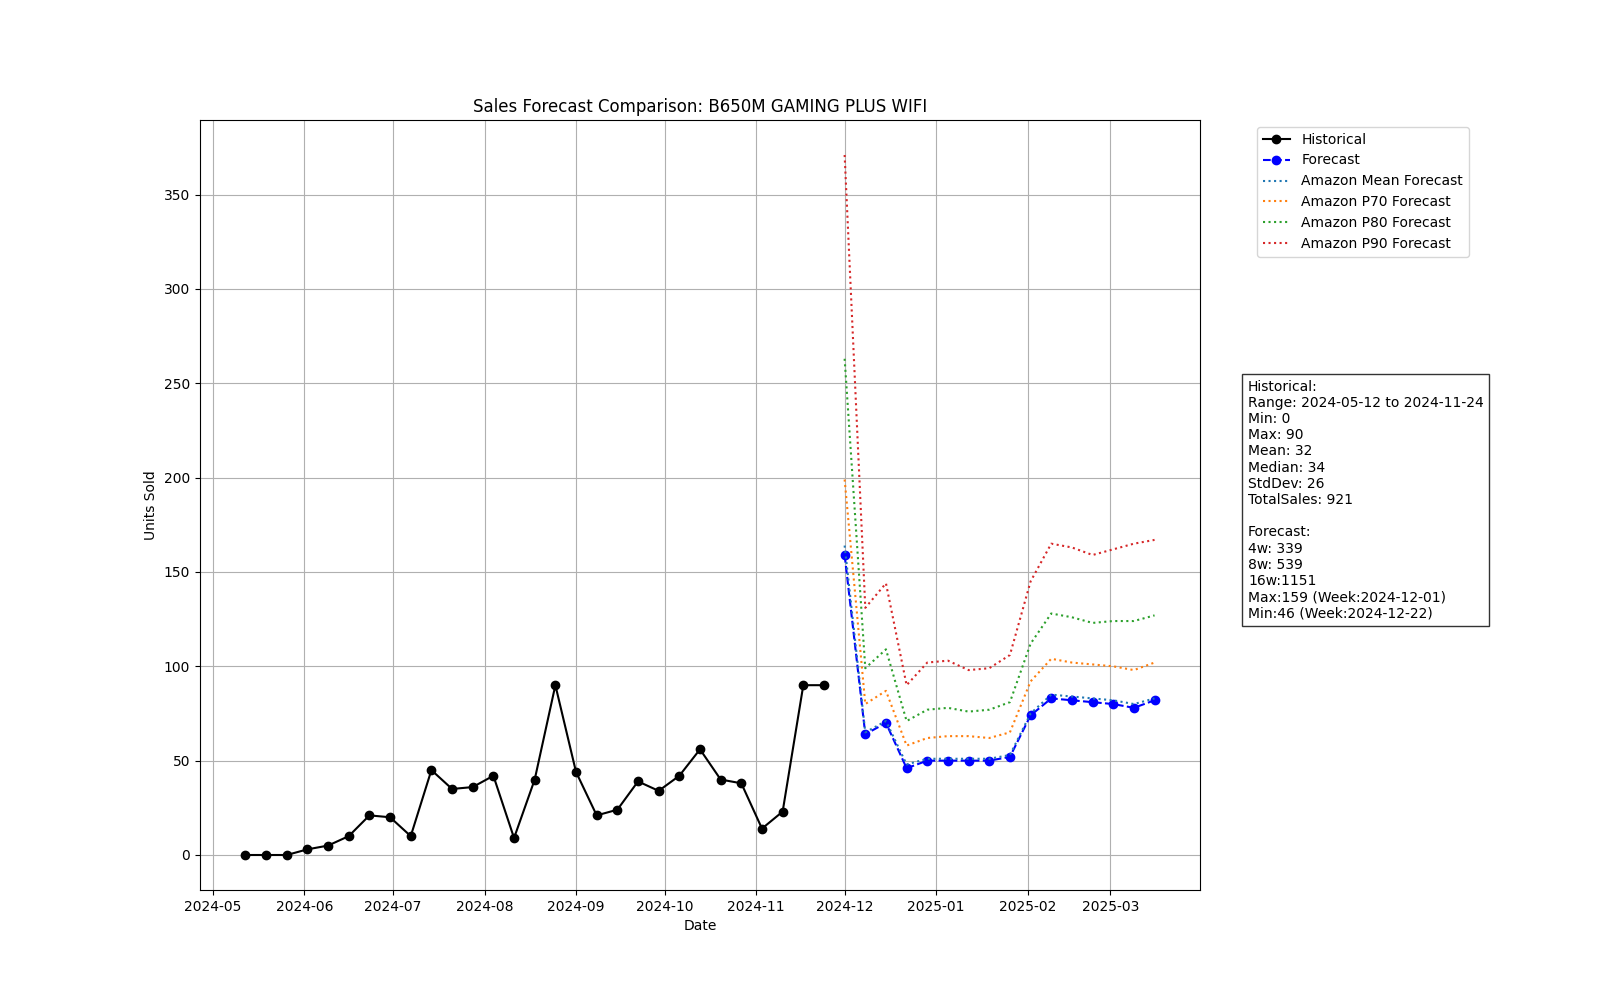 Sales Forecast Comparison: B650M GAMING PLUS WIFI
Historical
Forecast
Amazon Mean Forecast
Amazon P70 Forecast
Amazon P80 Forecast
Amazon P90 Forecast
350
300
250
200
150
100
50
0
Units Sold
2024-05 2024-06 2024-07 2024-08 2024-09 2024-10 2024-11 2024-12 2025-01 2025-02 2025-03
Date
Historical:
Range: 2024-05-12 to 2024-11-24
Min: 0
Max: 90
Mean: 32
Median: 34
StdDev: 26
TotalSales: 921
Forecast:
4w: 339
8w: 539
16w:1151
Max:159 (Week:2024-12-01)
Min:46 (Week:2024-12-22)